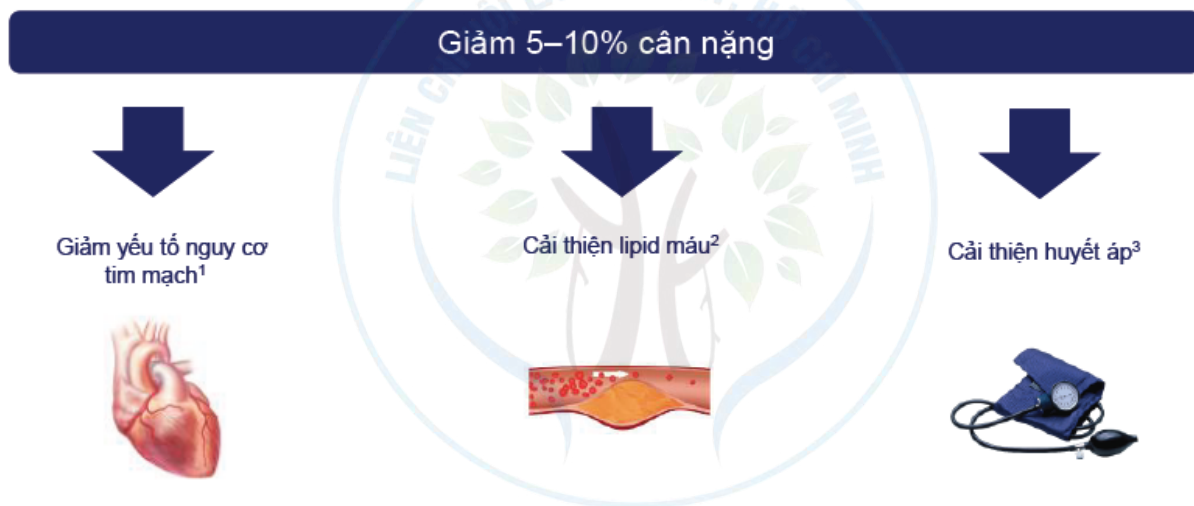 Giảm 5–10% cân nặng
Giảm yếu tố nguy cơ
tim mạch¹
Cải thiện lipid máu²
Cải thiện huyết áp³